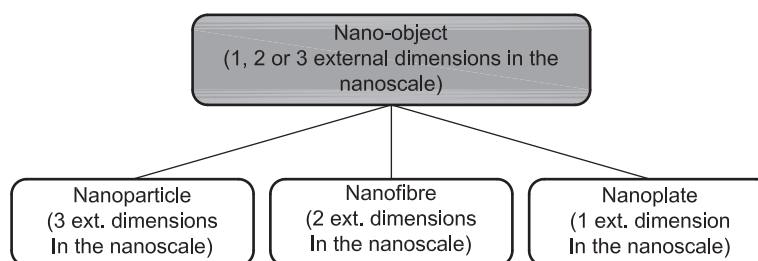 Nano-object
(1, 2 or 3 external dimensions in the
nanoscale)
Nanoparticle
(3 ext. dimensions
In the nanoscale)
Nanofibre
(2 ext. dimensions
In the nanoscale)
Nanoplate
(1 ext. dimension
In the nanoscale)